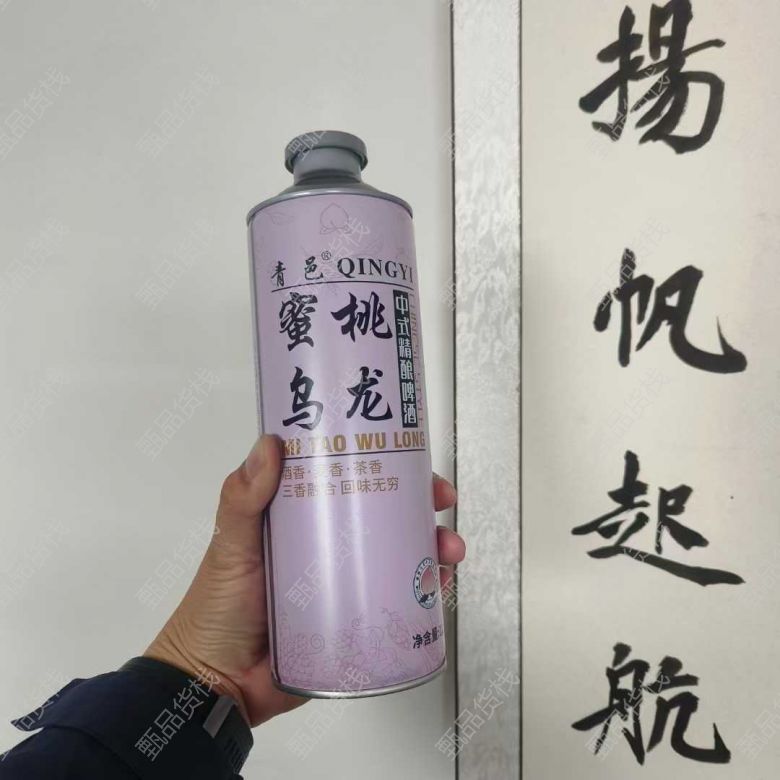 青邑® QINGYI
蜜桃
乌龙
中式精酿啤酒
MI TAO WU LONG
酒香·麦香·茶香
三香融合 回味无穷
净含量
揚帆起航
甄品货栈